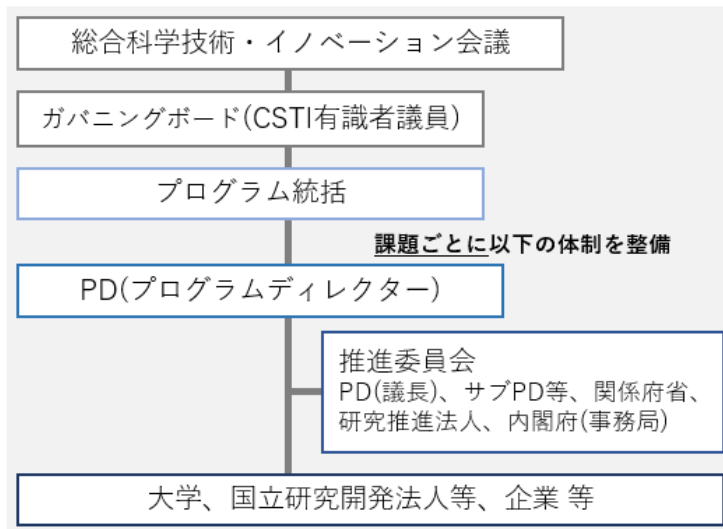 総合科学技術・イノベーション会議
ガバニングボード(CSTI有識者議員)
プログラム統括
課題ごとに以下の体制を整備
PD(プログラムディレクター)
推進委員会
PD(議長)、サブPD等、関係府省、
研究推進法人、内閣府(事務局)
大学、国立研究開発法人等、企業 等